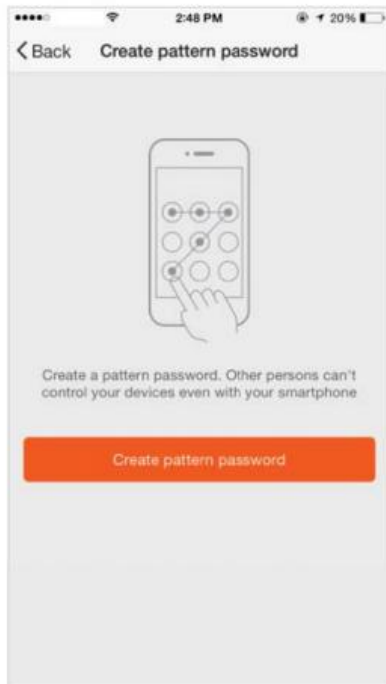 2:48 PM
20%
Back
Create pattern password
Create a pattern password. Other persons can't
control your devices even with your smartphone
Create pattern password